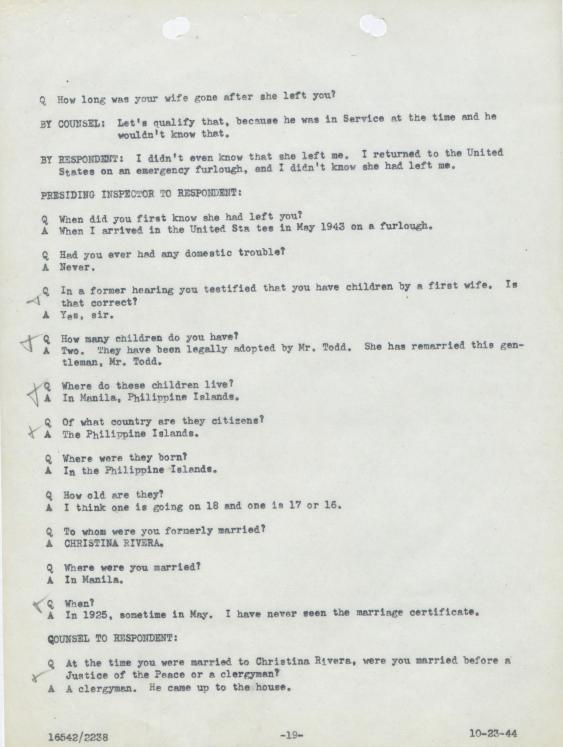 Q How long was your wife gone after she left you?
BY COUNSEL: Let's qualify that, because he was in Service at the time and he
wouldn't know that.
BY RESPONDENT: I didn't even know that she left me. I returned to the United
States on an emergency furlough, and I didn't know she had left me.
PRESIDING INSPECTOR TO RESPONDENT:
Q When did you first know she had left you?
A When I arrived in the United Sta tes in May 1943 on a furlough.
Q Had you ever had any domestic trouble?
A Never.
Q In a former hearing you testified that you have children by a first wife. Is
that correct?
A Yes, sir.
Q How many children do you have?
A Two. They have been legally adopted by Mr. Todd. She has remarried this gen-
tleman, Mr. Todd.
Q Where do these children live?
A In Manila, Philippine Islands.
Q Of what country are they citizens?
A The Philippine Islands.
Q Where were they born?
A In the Philippine Islands.
Q How old are they?
A I think one is going on 18 and one is 17 or 16.
Q To whom were you formerly married?
A CHRISTINA RIVERA.
Q Where were you married?
A In Manila.
Q When?
A In 1925, sometime in May. I have never seen the marriage certificate.
COUNSEL TO RESPONDENT:
Q At the time you were married to Christina Rivera, were you married before a
Justice of the Peace or a clergyman?
A A clergyman. He came up to the house.
16542/2238 -19- 10-23-44